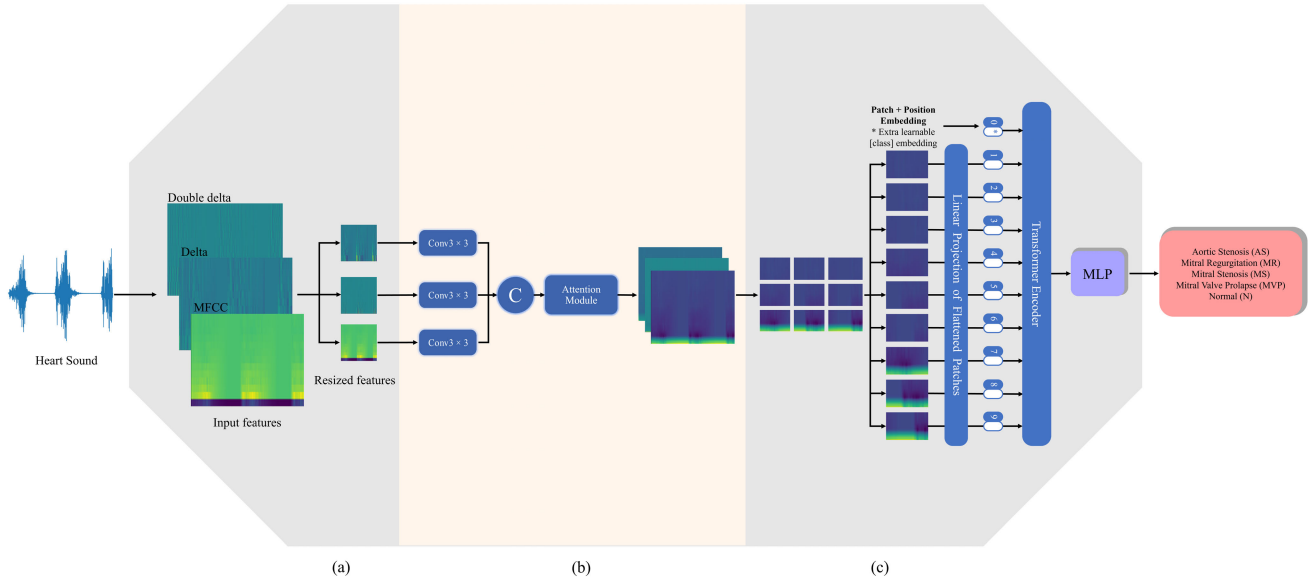 Heart Sound
Double delta
Delta
MFCC
Input features
Resized features
Conv3 × 3
Conv3 × 3
Conv3 × 3
C
Attention
Module
Patch + Position
Embedding
* Extra learnable
[class] embedding
Linear Projection of Flattened Patches
0
*
1
2
3
4
5
6
7
8
9
Transformer Encoder
MLP
Aortic Stenosis (AS)
Mitral Regurgitation (MR)
Mitral Stenosis (MS)
Mitral Valve Prolapse (MVP)
Normal (N)
(a)
(b)
(c)